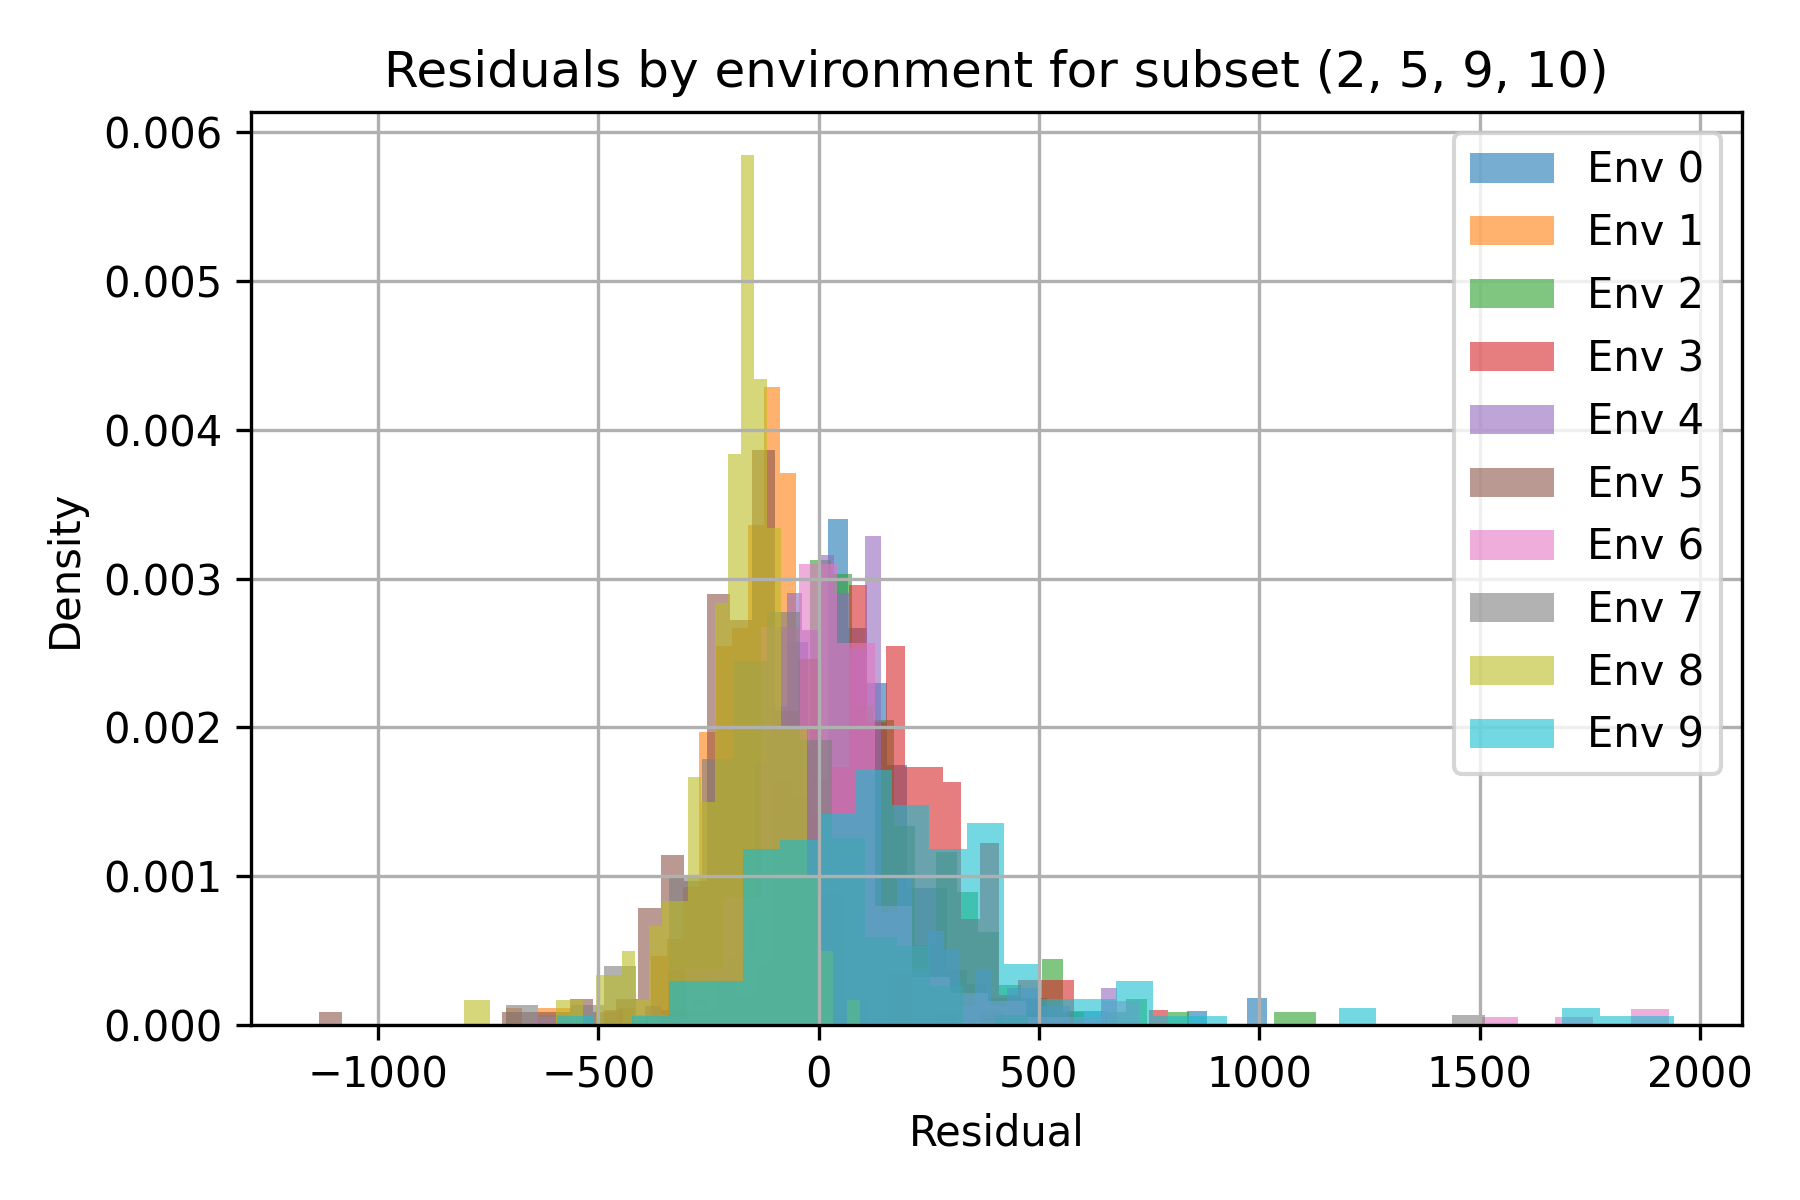 Residuals by environment for subset (2, 5, 9, 10)
0.006
0.005
0.004
0.003
0.002
0.001
0.000
Density
Env 0
Env 1
Env 2
Env 3
Env 4
Env 5
Env 6
Env 7
Env 8
Env 9
−1000 −500 0 500 1000 1500 2000
Residual